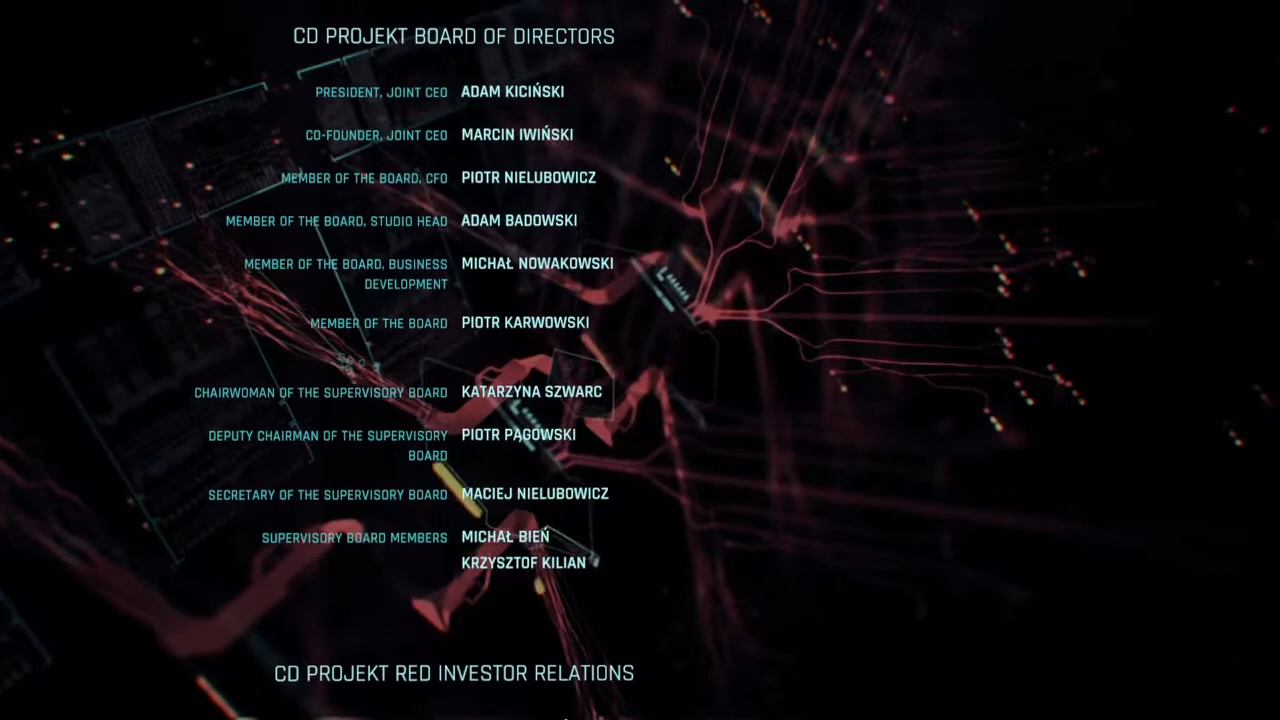 CD PROJEKT BOARD OF DIRECTORS
PRESIDENT, JOINT CEO ADAM KICIŃSKI
CO-FOUNDER, JOINT CEO MARCIN IWIŃSKI
MEMBER OF THE BOARD, CFO PIOTR NIELUBOWICZ
MEMBER OF THE BOARD, STUDIO HEAD ADAM BADOWSKI
MEMBER OF THE BOARD, BUSINESS MICHAŁ NOWAKOWSKI
DEVELOPMENT
MEMBER OF THE BOARD PIOTR KARWOWSKI
CHAIRWOMAN OF THE SUPERVISORY BOARD KATARZYNA SZWARC
DEPUTY CHAIRMAN OF THE SUPERVISORY PIOTR PĄGOWSKI
BOARD
SECRETARY OF THE SUPERVISORY BOARD MACIEJ NIELUBOWICZ
SUPERVISORY BOARD MEMBERS MICHAŁ BIEŃ
KRZYSZTOF KILIAN
CD PROJEKT RED INVESTOR RELATIONS